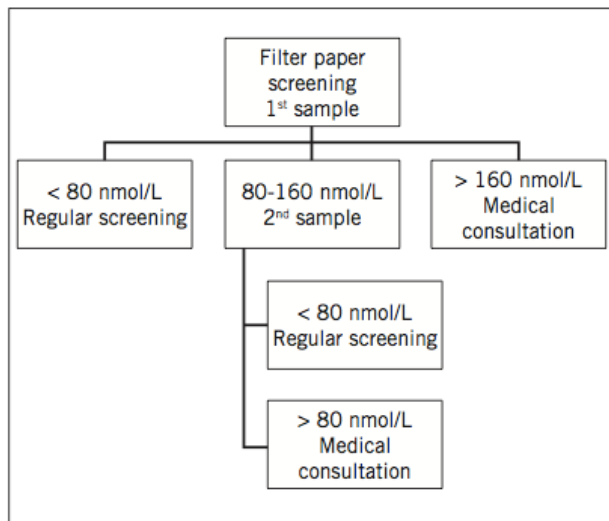 Filter paper
screening
1st sample
< 80 nmol/L
Regular screening
80-160 nmol/L
2nd sample
> 160 nmol/L
Medical
consultation
< 80 nmol/L
Regular screening
> 80 nmol/L
Medical
consultation